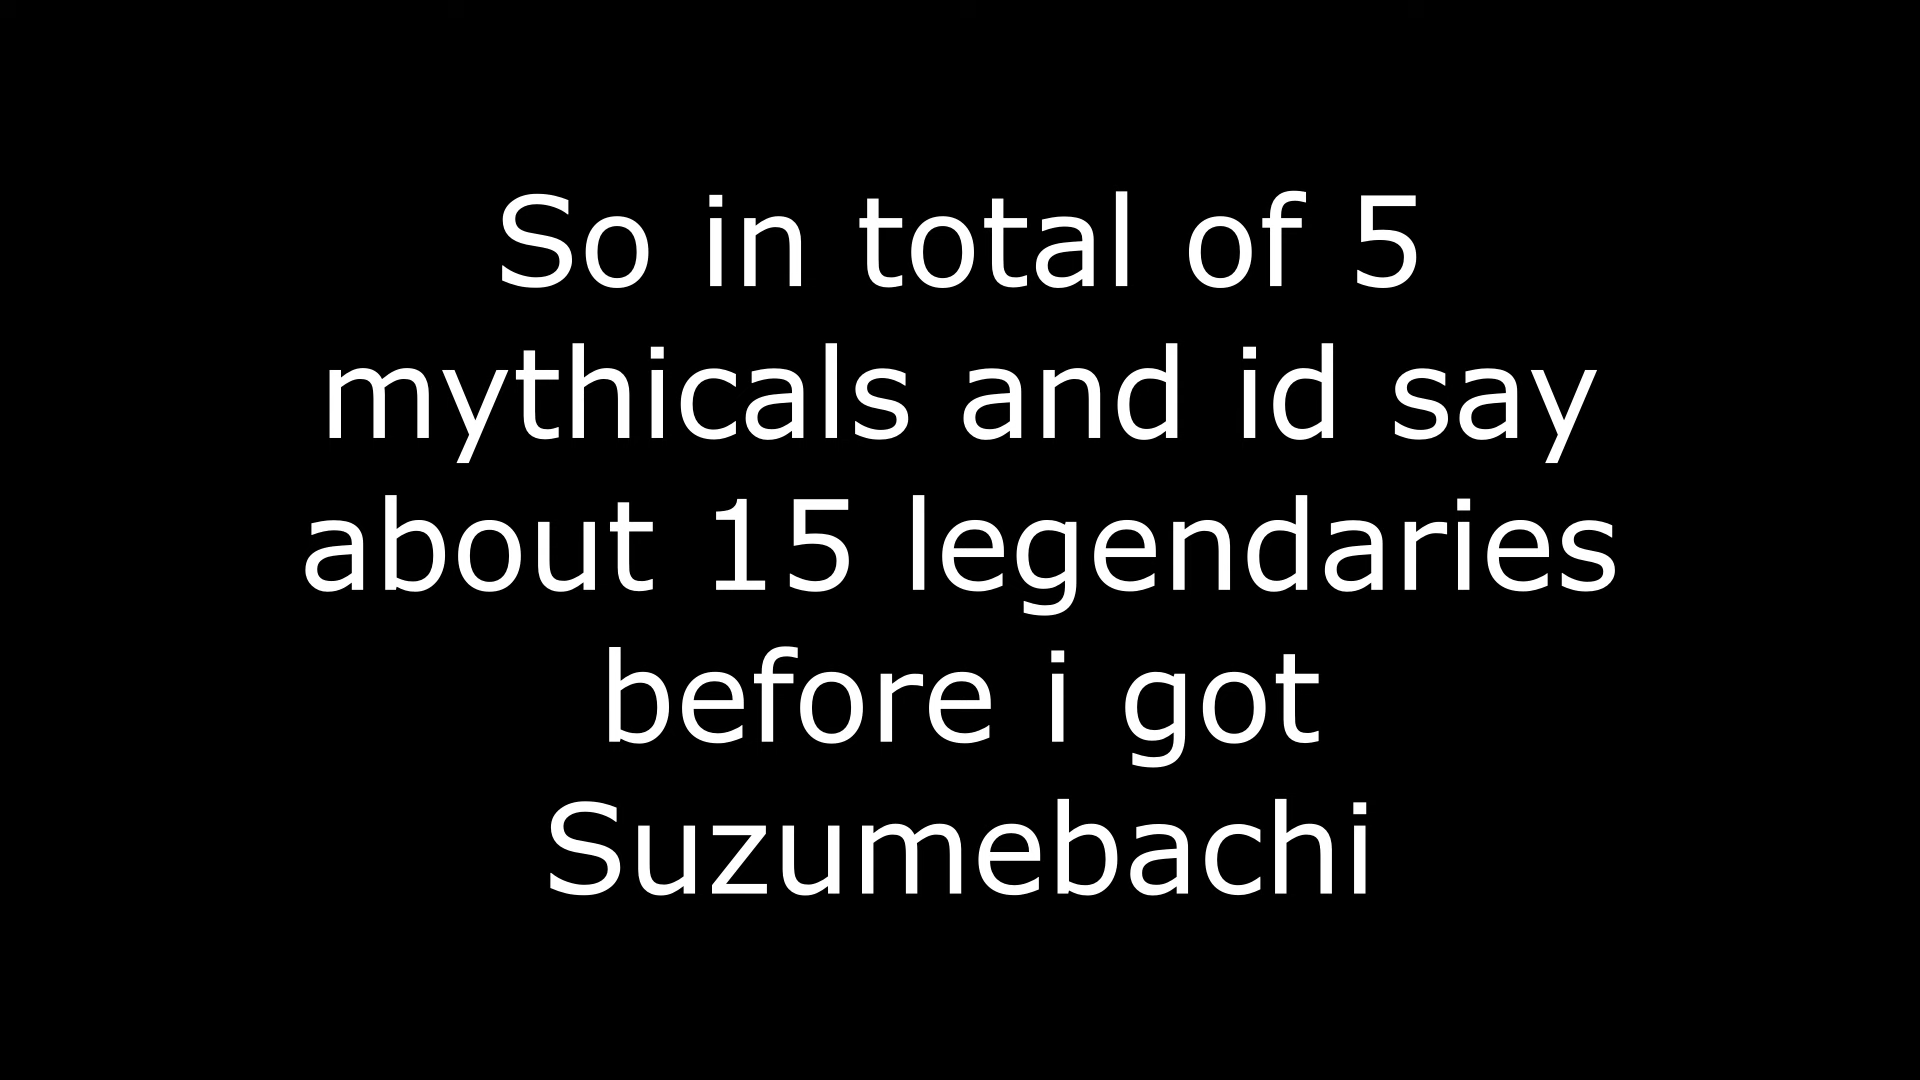 So in total of 5
mythicals and id say
about 15 legendaries
before i got
Suzumebachi